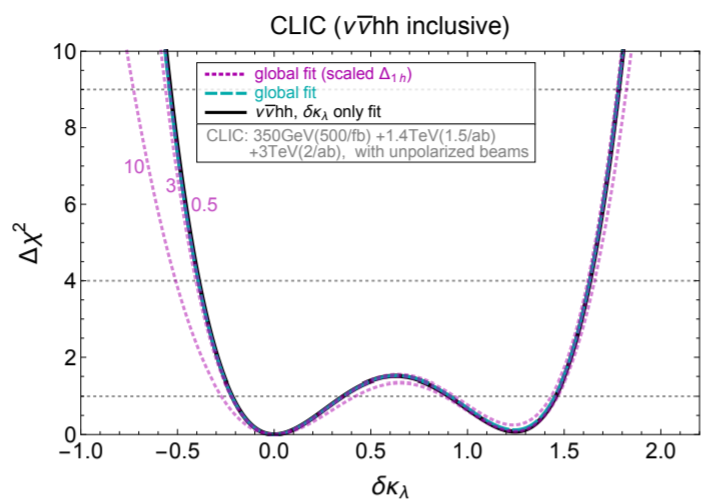 CLIC (νν̅hh inclusive)
10
8
6
4
2
0
Δχ²
global fit (scaled Δ₁ₕ)
global fit
νν̅hh, δκ_λ only fit
CLIC: 350GeV(500/fb) +1.4TeV(1.5/ab)
+3TeV(2/ab), with unpolarized beams
10
3
0.5
−1.0 −0.5 0.0 0.5 1.0 1.5 2.0
δκ_λ